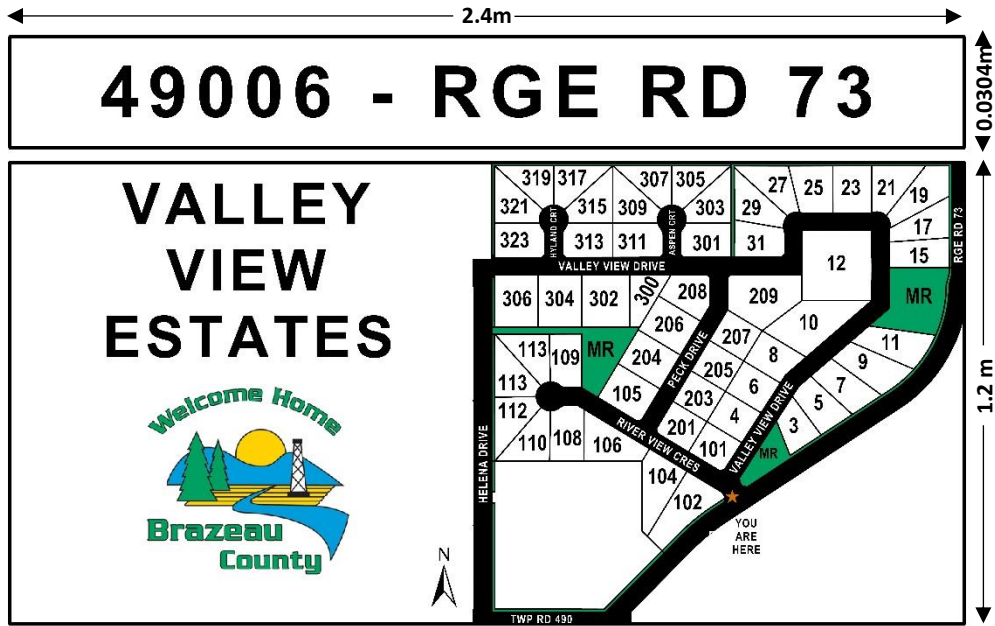 2.4m
49006 - RGE RD 73
0.0304m
VALLEY
VIEW
ESTATES
Welcome Home
Brazeau
County
N
1.2 m
319 317 307 305 27 25 23 21 19
321 315 309 303 29 17
323 313 311 301 31 15
HYLAND CRT
ASPEN CRT
RGE RD 73
VALLEY VIEW DRIVE
12
306 304 302 300 208 209 MR
206 207 10 11
113 109 MR 204 205 8 9
113 105 203 6 7
112 201 4 5
110 108 106 101 3
PECK DRIVE
RIVER VIEW CRES
VALLEY VIEW DRIVE
HELENA DRIVE
104 MR
102
YOU
ARE
HERE
TWP RD 490